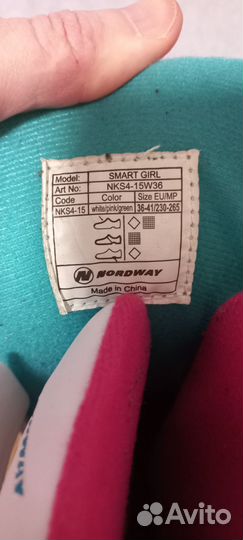 Model: SMART GIRL
Art No: NKS4-15W36
Code Color Size EU/MP
NKS4-15 white/pink/green 36-41/230-265
NORDWAY
Made in China
Avito